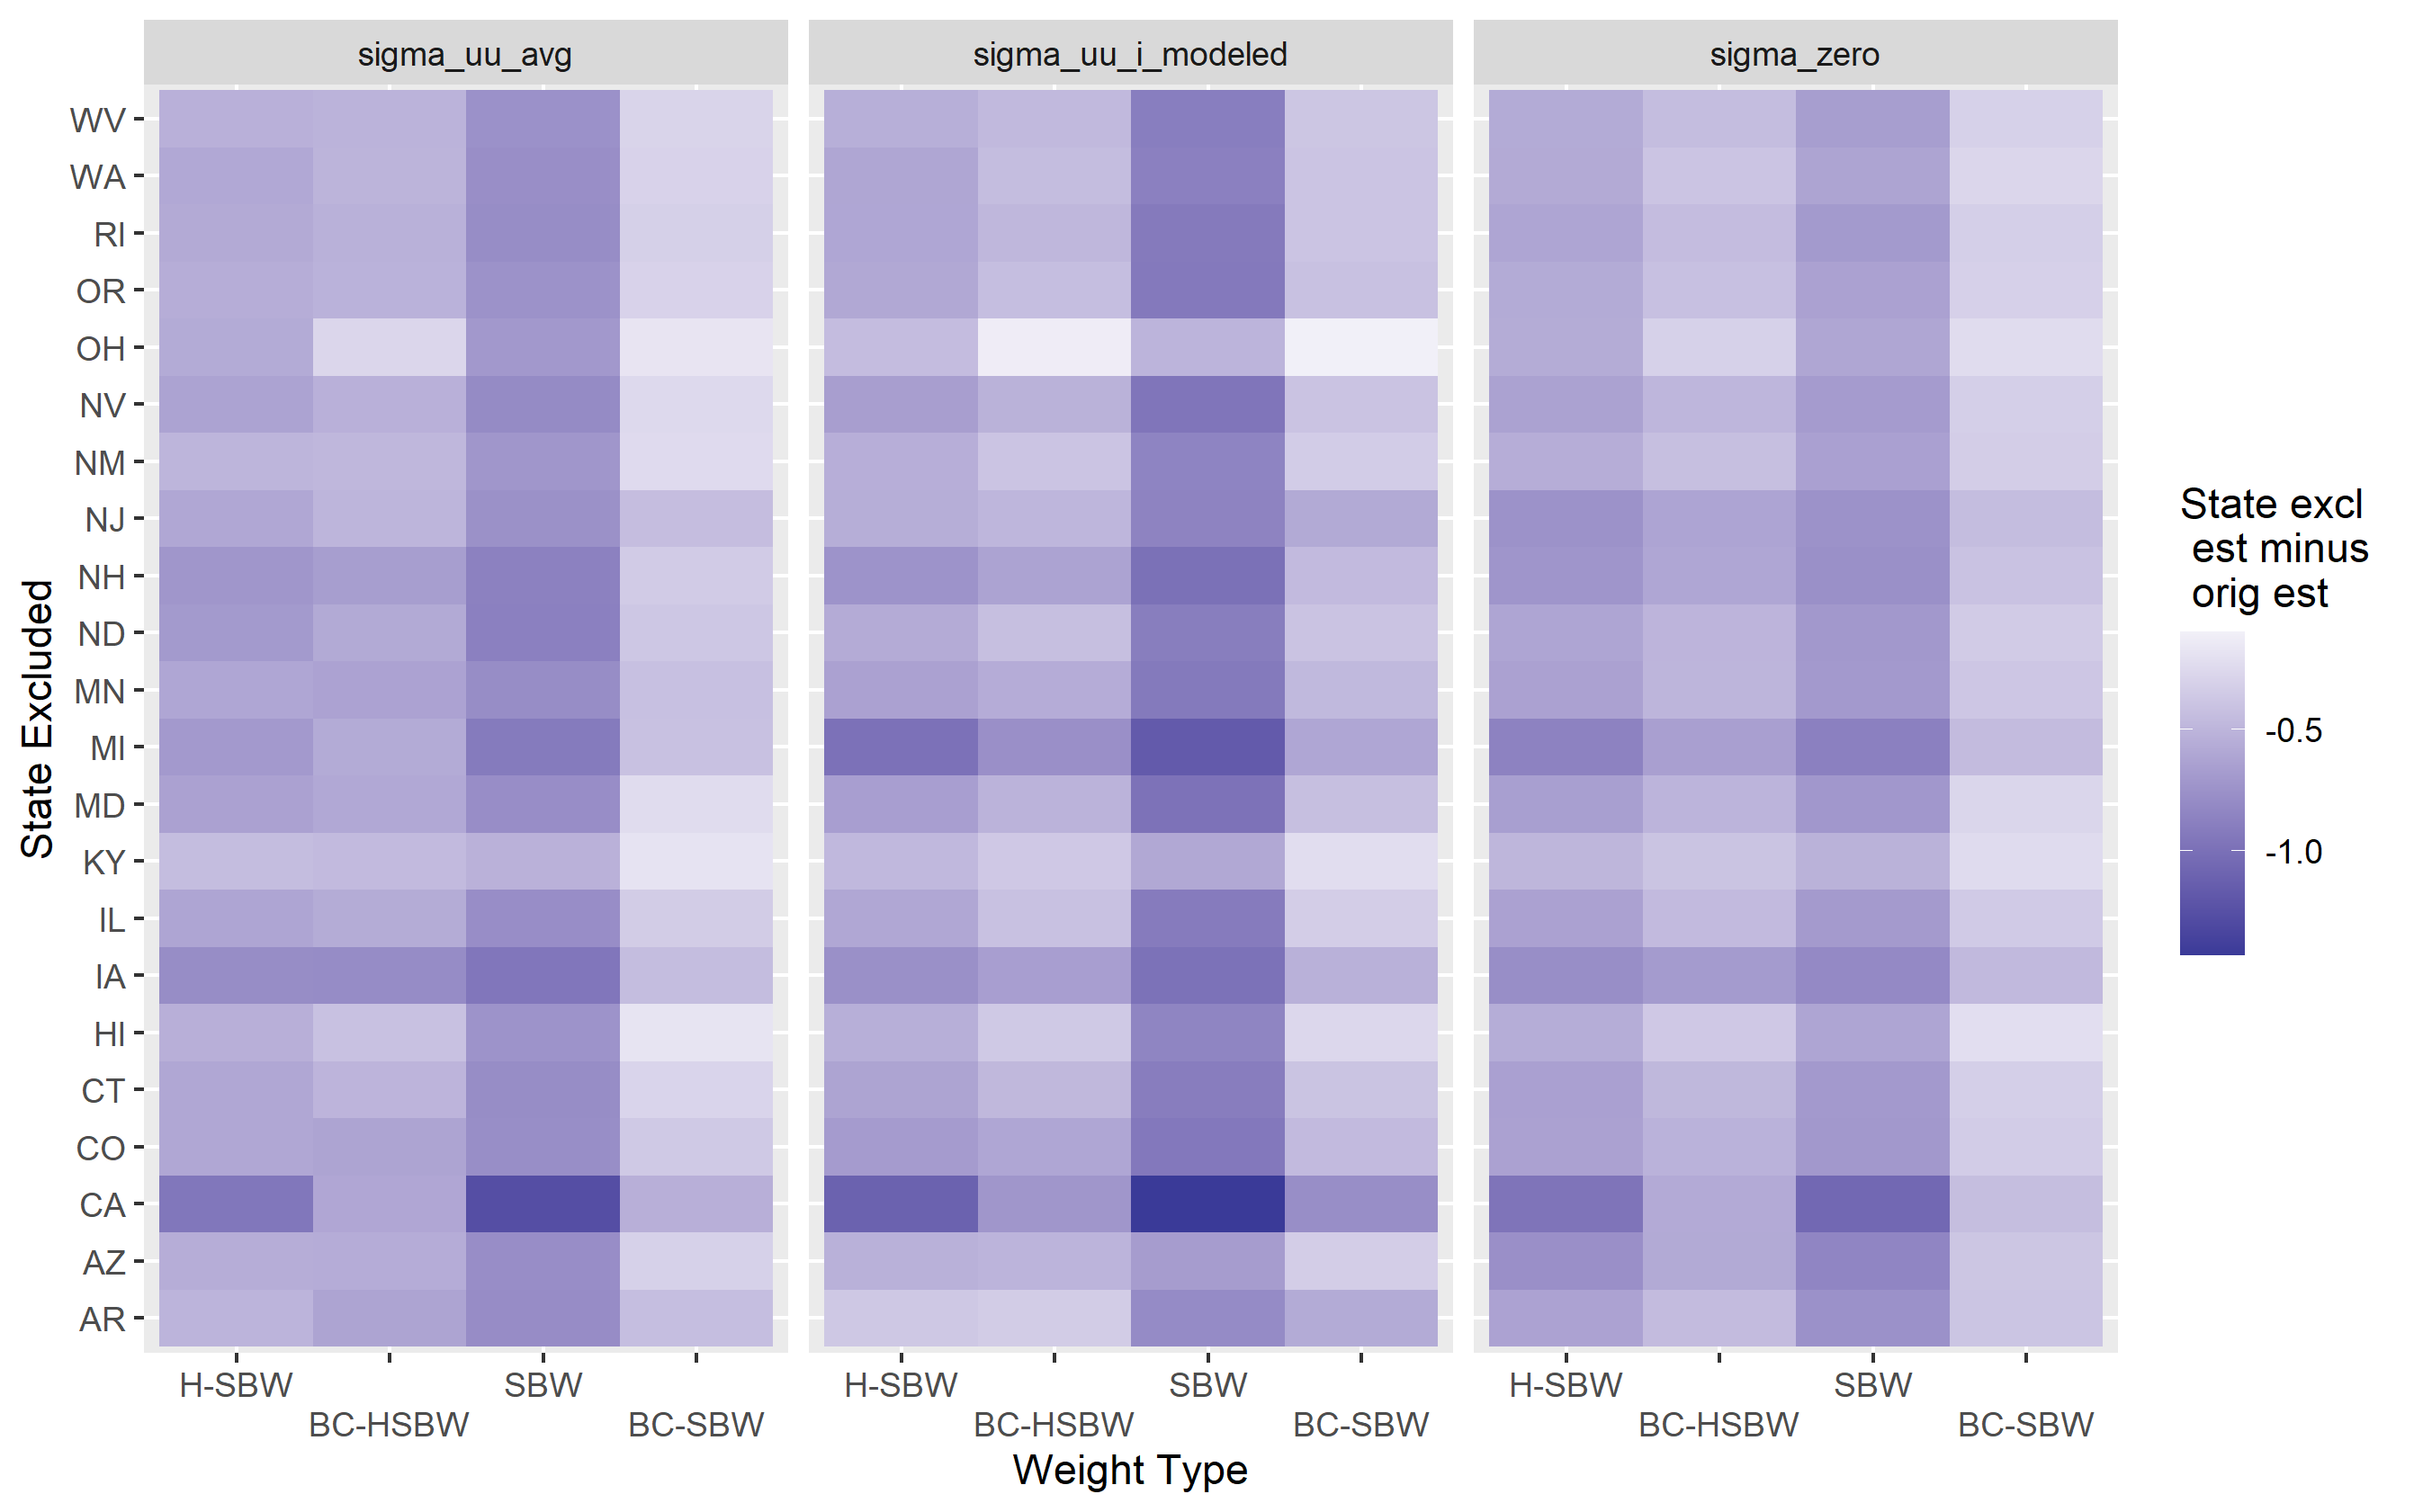 sigma_uu_avg
sigma_uu_i_modeled
sigma_zero
State Excluded
WV
WA
RI
OR
OH
NV
NM
NJ
NH
ND
MN
MI
MD
KY
IL
IA
HI
CT
CO
CA
AZ
AR
H-SBW
BC-HSBW
SBW
BC-SBW
H-SBW
BC-HSBW
SBW
BC-SBW
H-SBW
BC-HSBW
SBW
BC-SBW
Weight Type
State excl
est minus
orig est
-0.5
-1.0